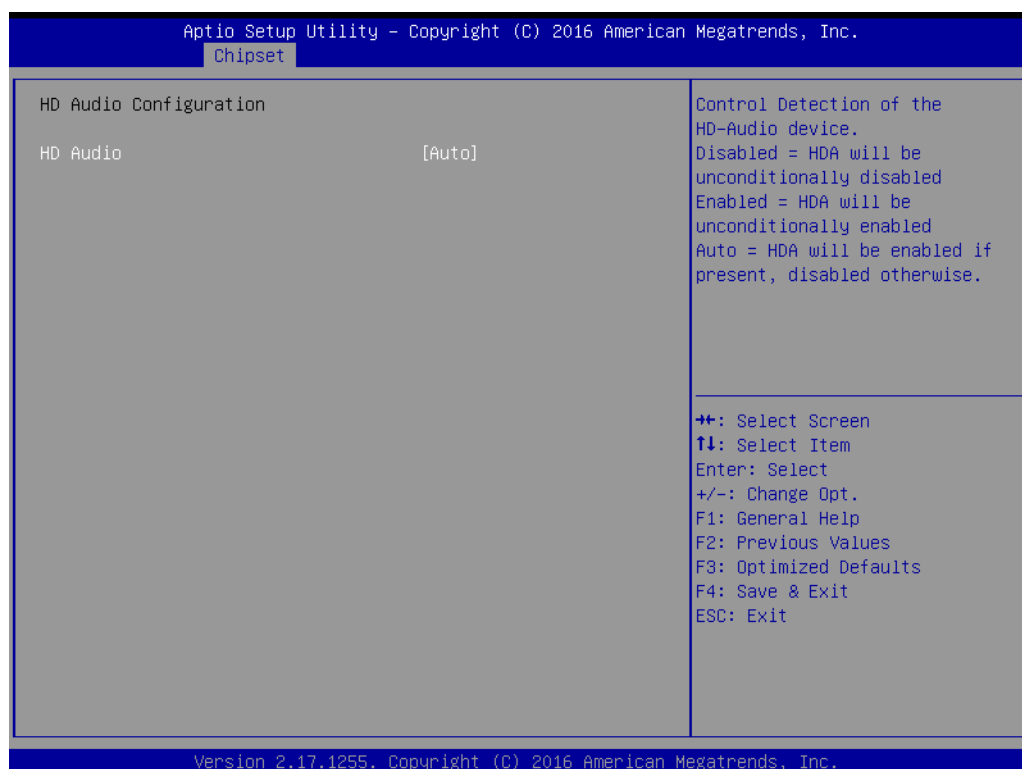 Aptio Setup Utility – Copyright (C) 2016 American Megatrends, Inc.
Chipset
HD Audio Configuration
HD Audio [Auto]
Control Detection of the
HD-Audio device.
Disabled = HDA will be
unconditionally disabled
Enabled = HDA will be
unconditionally enabled
Auto = HDA will be enabled if
present, disabled otherwise.
→←: Select Screen
↑↓: Select Item
Enter: Select
+/-: Change Opt.
F1: General Help
F2: Previous Values
F3: Optimized Defaults
F4: Save & Exit
ESC: Exit
Version 2.17.1255. Copyright (C) 2016 American Megatrends, Inc.